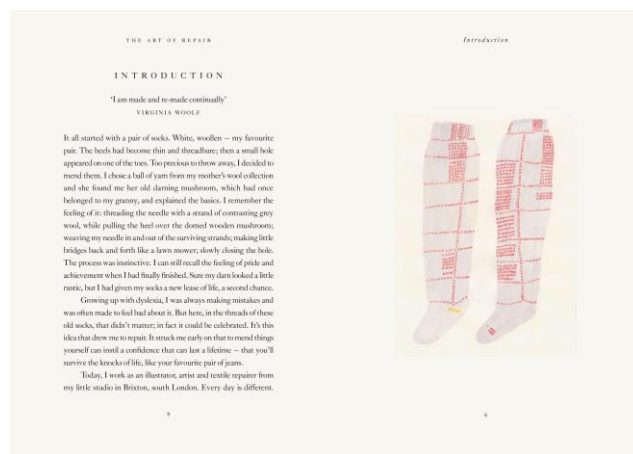 THE ART OF REPAIR
INTRODUCTION
'I am made and re-made continually'
VIRGINIA WOOLF
It all started with a pair of socks. White, woollen – my favourite
pair. The heels had become thin and threadbare; then a small hole
appeared on one of the toes. Too precious to throw away, I decided to
mend them. I chose a ball of yarn from my mother's wool collection
and she found me her old darning mushroom, which had once
belonged to my granny, and explained the basics. I remember the
feeling of it: threading the needle with a strand of contrasting grey
wool, while pulling the heel over the domed wooden mushroom;
weaving my needle in and out of the surviving strands; making little
bridges back and forth like a lawn mower; slowly closing the hole.
The process was instinctive. I can still recall the feeling of pride and
achievement when I had finally finished. Sure my darn looked a little
rustic, but I had given my socks a new lease of life, a second chance.
Growing up with dyslexia, I was always making mistakes and
was often made to feel bad about it. But here, in the threads of these
old socks, that didn't matter; in fact it could be celebrated. It's this
idea that drew me to repair. It struck me early on that to mend things
yourself can instil a confidence that can last a lifetime – that you'll
survive the knocks of life, like your favourite pair of jeans.
Today, I work as an illustrator, artist and textile repairer from
my little studio in Brixton, south London. Every day is different.
8
Introduction
9